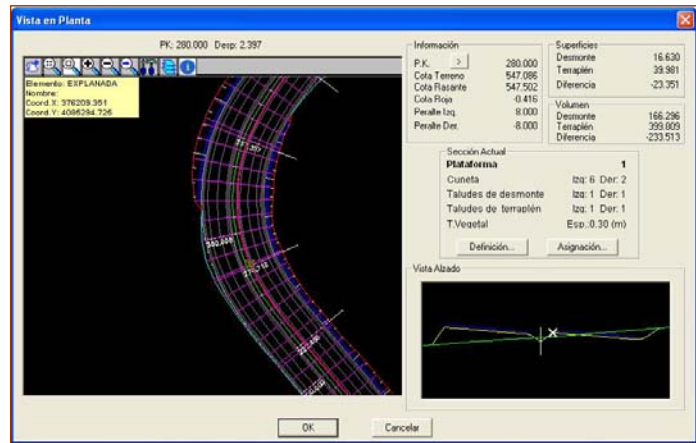 Vista en Planta
PK: 280.000 Desp: 2.397
Elemento: EXPLANADA
Nombre:
Coord.X: 376209.351
Coord.Y: 4086294.726
Información
P.K. > 280.000
Cota Terreno 547.086
Cota Rasante 547.502
Cota Roja -0.416
Peralte Izq. 8.000
Peralte Der. -8.000
Superficies
Desmonte 16.630
Terraplén 39.981
Diferencia -23.351
Volumen
Desmonte 166.296
Terraplén 399.809
Diferencia -233.513
Sección Actual
Plataforma 1
Cuneta Izq: 6 Der: 2
Taludes de desmonte Izq: 1 Der: 1
Taludes de terraplén Izq: 1 Der: 1
T.Vegetal Esp.:0.30 (m)
Definición... Asignación...
Vista Alzado
OK Cancelar